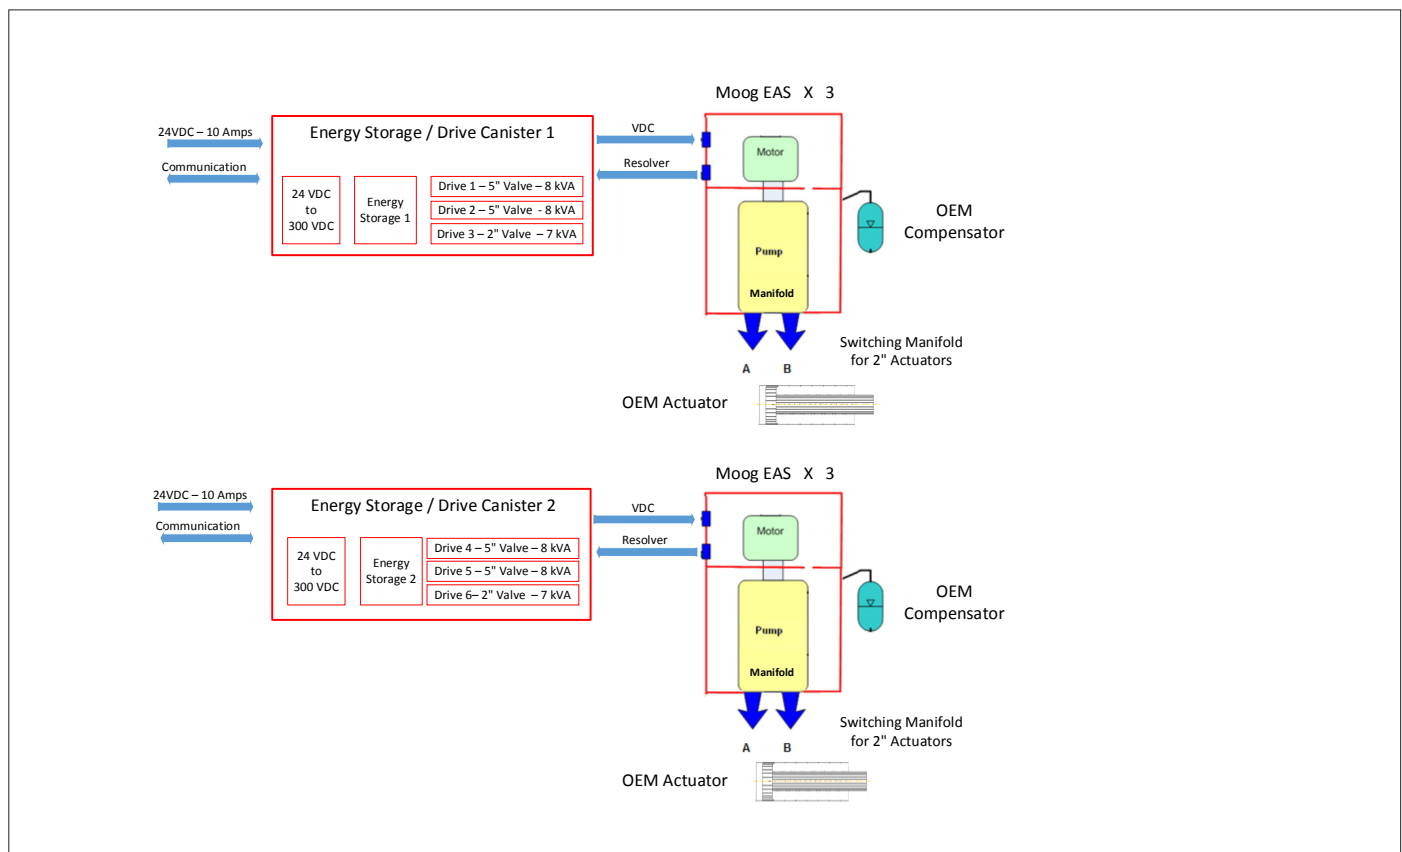 Moog EAS X 3
24VDC – 10 Amps
Communication
Energy Storage / Drive Canister 1
24 VDC
to
300 VDC
Energy
Storage 1
Drive 1 – 5" Valve – 8 kVA
Drive 2 – 5" Valve - 8 kVA
Drive 3 – 2" Valve – 7 kVA
VDC
Resolver
Motor
Pump
Manifold
OEM
Compensator
A B
Switching Manifold
for 2" Actuators
OEM Actuator
Moog EAS X 3
24VDC – 10 Amps
Communication
Energy Storage / Drive Canister 2
24 VDC
to
300 VDC
Energy
Storage 2
Drive 4 – 5" Valve – 8 kVA
Drive 5 – 5" Valve – 8 kVA
Drive 6– 2" Valve – 7 kVA
VDC
Resolver
Motor
Pump
Manifold
OEM
Compensator
A B
Switching Manifold
for 2" Actuators
OEM Actuator